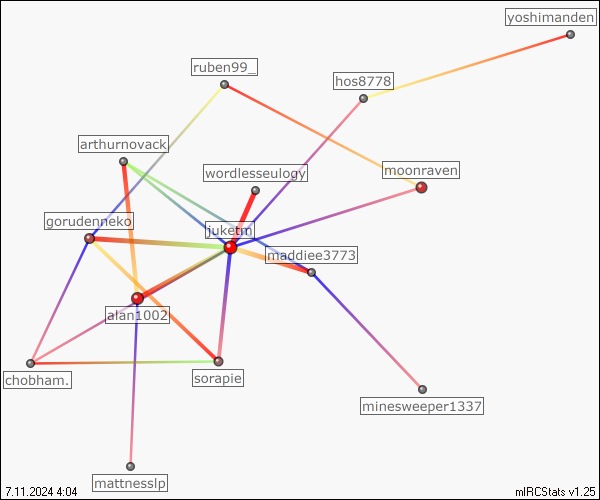 yoshimanden
ruben99_
hos8778
arthurnovack
wordlesseulogy
moonraven
gorudenneko
juketm
maddiee3773
alan1002
chobham.
sorapie
minesweeper1337
mattnesslp
7.11.2024 4:04
mIRCStats v1.25